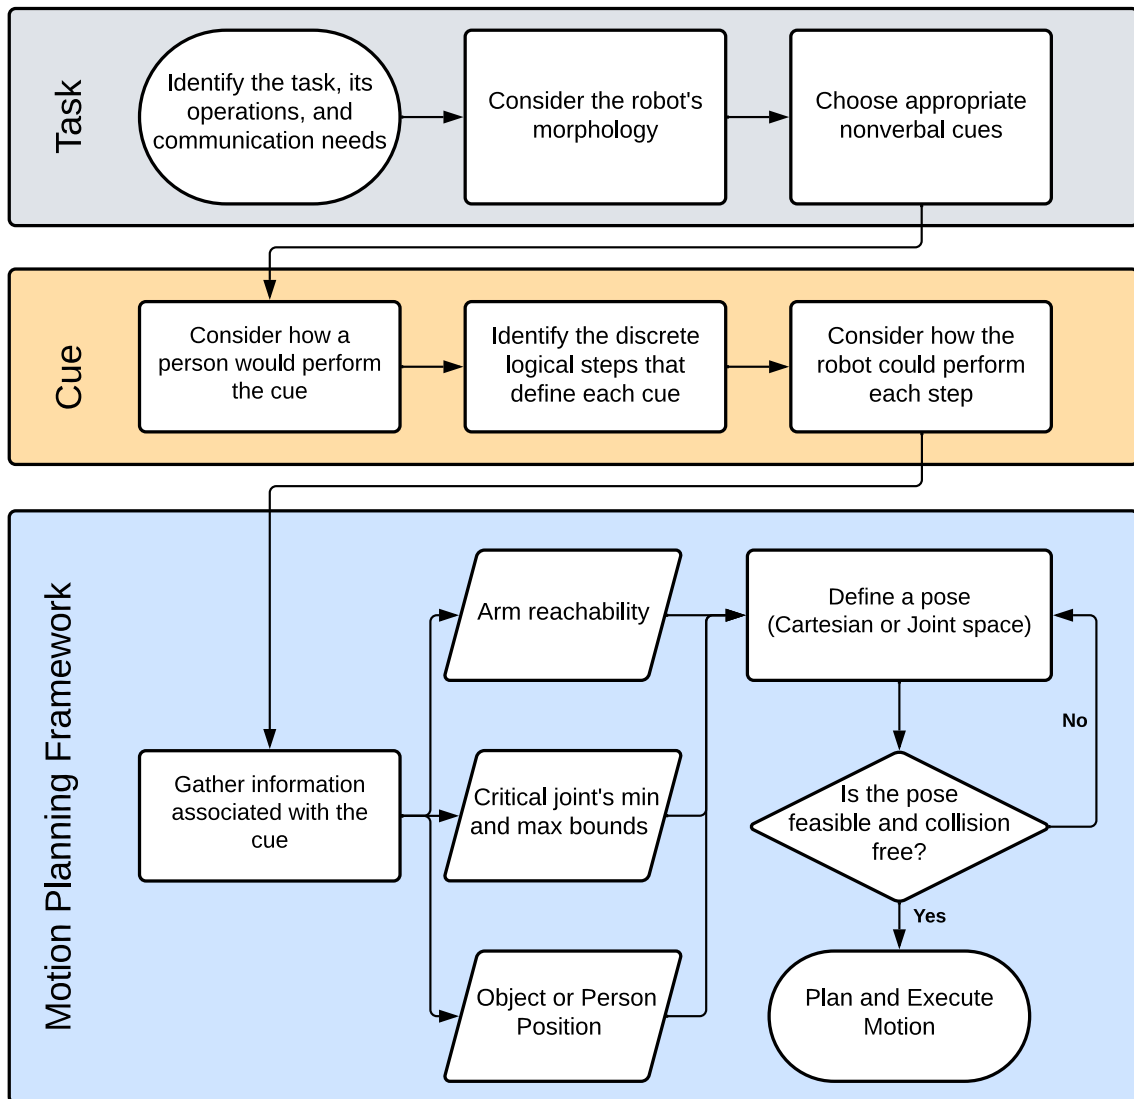 Task
Identify the task, its
operations, and
communication needs
Consider the robot's
morphology
Choose appropriate
nonverbal cues
Cue
Consider how a
person would perform
the cue
Identify the discrete
logical steps that
define each cue
Consider how the
robot could perform
each step
Motion Planning Framework
Gather information
associated with the
cue
Arm reachability
Critical joint's min
and max bounds
Object or Person
Position
Define a pose
(Cartesian or Joint space)
No
Is the pose
feasible and collision
free?
Yes
Plan and Execute
Motion